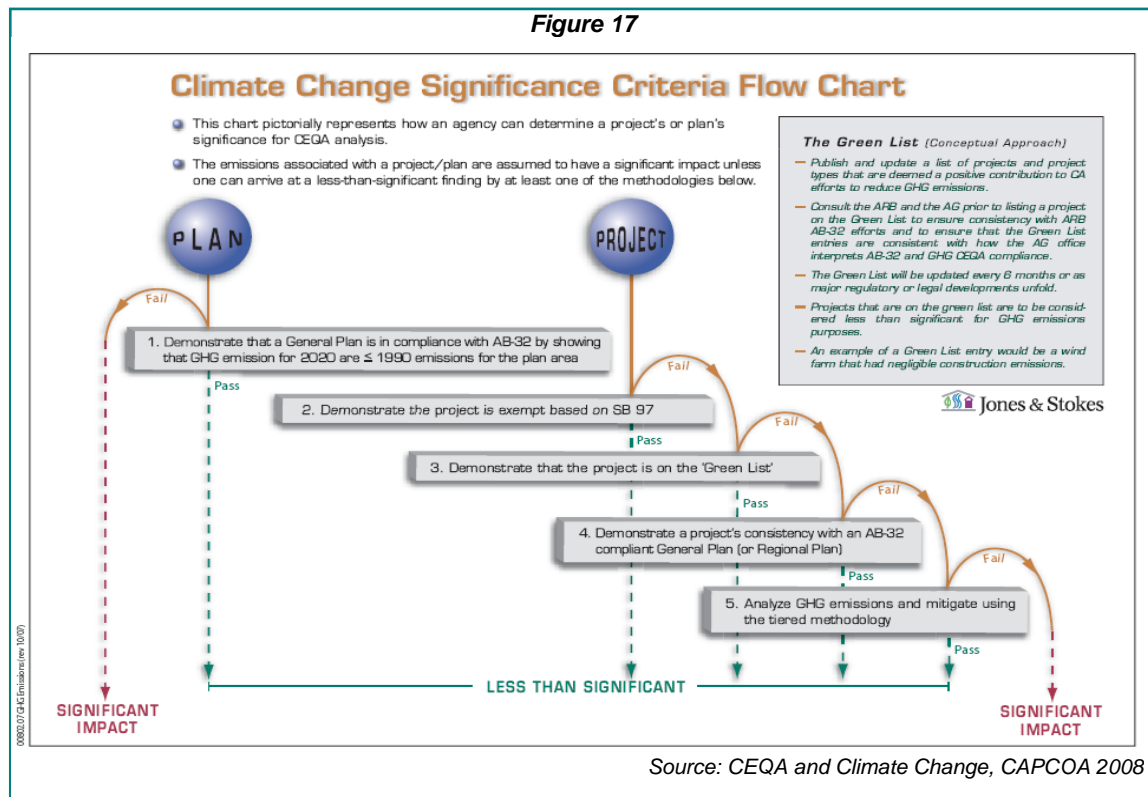 Figure 17
Climate Change Significance Criteria Flow Chart
This chart pictorially represents how an agency can determine a project's or plan's
significance for CEQA analysis.
The emissions associated with a project/plan are assumed to have a significant impact unless
one can arrive at a less-than-significant finding by at least one of the methodologies below.
The Green List (Conceptual Approach)
— Publish and update a list of projects and project
types that are deemed a positive contribution to CA
efforts to reduce GHG emissions.
— Consult the ARB and the AG prior to listing a project
on the Green List to ensure consistency with ARB
AB-32 efforts and to ensure that the Green List
entries are consistent with how the AG office
interprets AB-32 and GHG CEQA compliance.
— The Green List will be updated every 6 months or as
major regulatory or legal developments unfold.
— Projects that are on the green list are to be consid-
ered less than significant for GHG emissions
purposes.
— An example of a Green List entry would be a wind
farm that had negligible construction emissions.
Jones & Stokes
PLAN
PROJECT
Fail
1. Demonstrate that a General Plan is in compliance with AB-32 by showing
that GHG emission for 2020 are ≤ 1990 emissions for the plan area
Pass
Fail
2. Demonstrate the project is exempt based on SB 97
Pass
Fail
3. Demonstrate that the project is on the 'Green List'
Pass
Fail
4. Demonstrate a project's consistency with an AB-32
compliant General Plan (or Regional Plan)
Pass
Fail
5. Analyze GHG emissions and mitigate using
the tiered methodology
Pass
LESS THAN SIGNIFICANT
SIGNIFICANT
IMPACT
SIGNIFICANT
IMPACT
00802.07 GHG Emissions (rev 10/07)
Source: CEQA and Climate Change, CAPCOA 2008